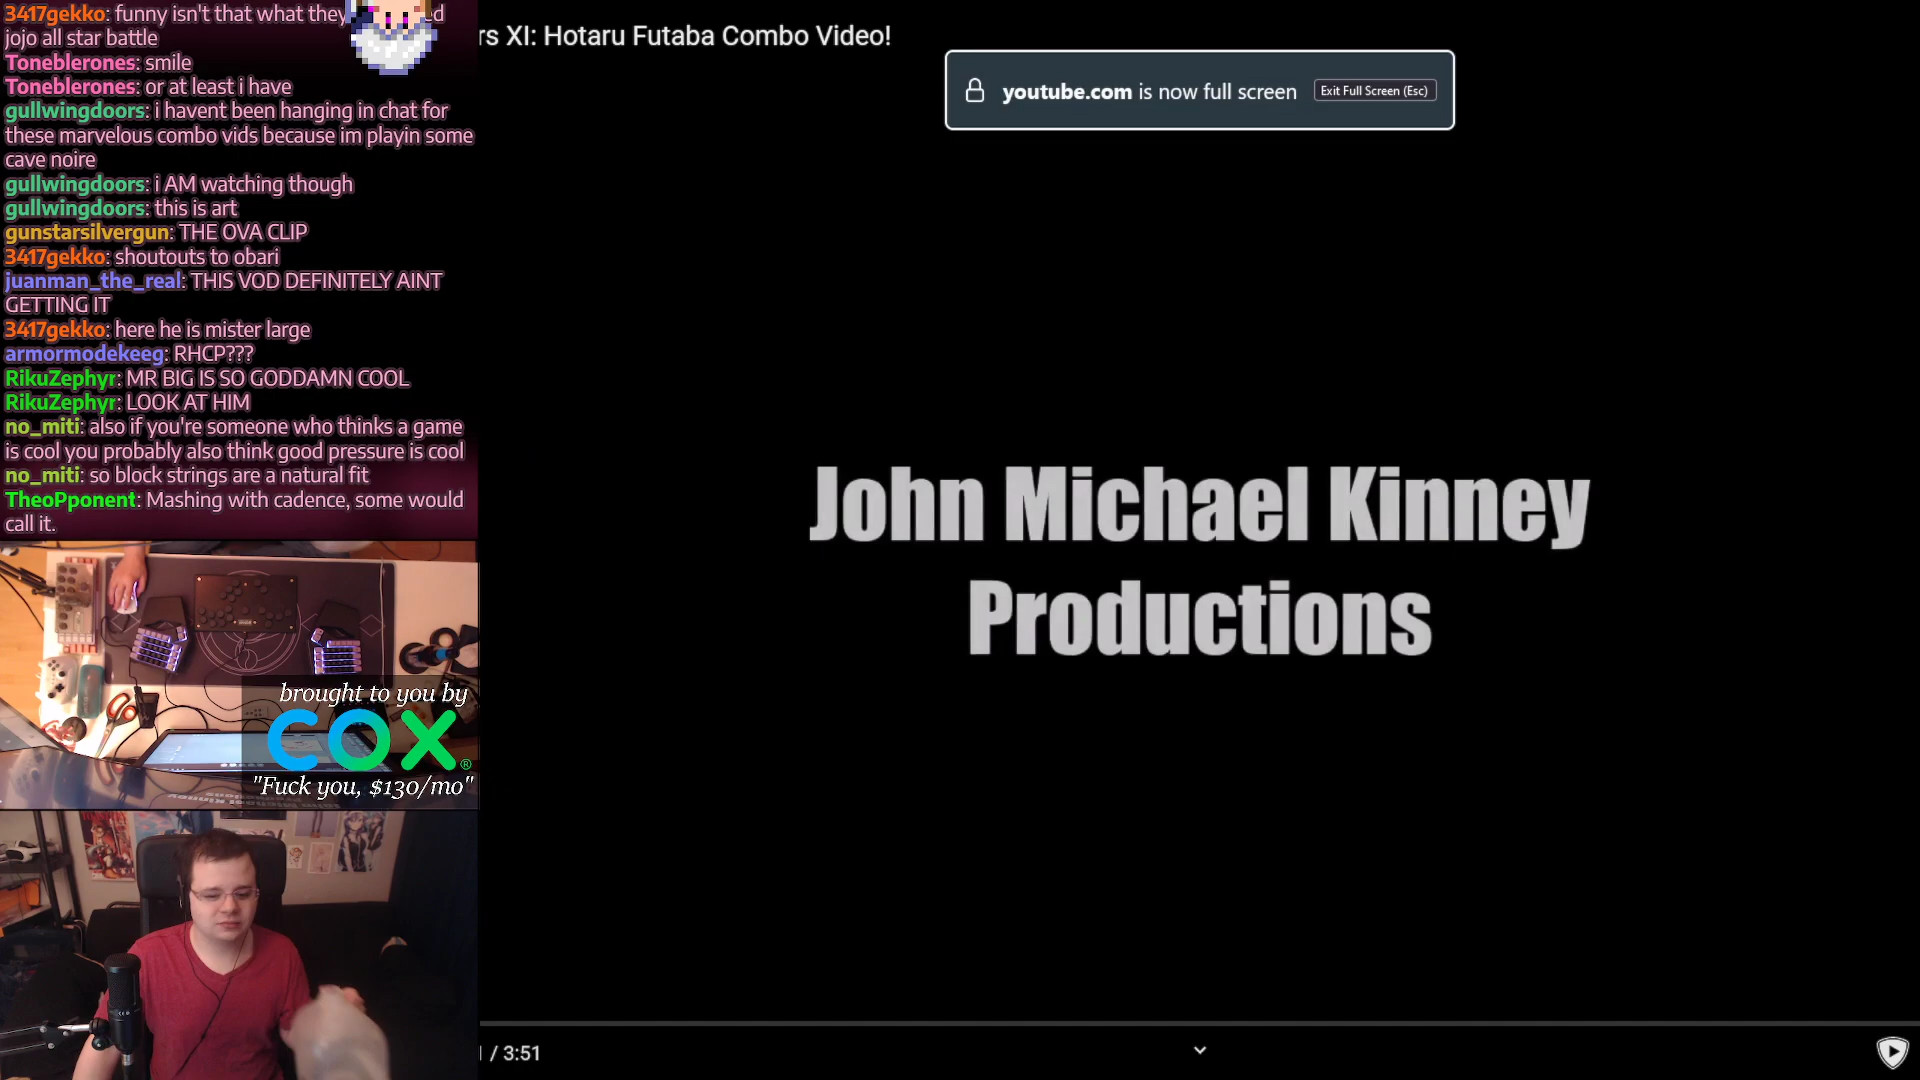 3417gekko: funny isn't that what they ed
jojo all star battle
Toneblerones: smile
Toneblerones: or at least i have
gullwingdoors: i havent been hanging in chat for
these marvelous combo vids because im playin some
cave noire
gullwingdoors: i AM watching though
gullwingdoors: this is art
gunstarsilvergun: THE OVA CLIP
3417gekko: shoutouts to obari
juanman_the_real: THIS VOD DEFINITELY AINT
GETTING IT
3417gekko: here he is mister large
armormodekeeg: RHCP???
RikuZephyr: MR BIG IS SO GODDAMN COOL
RikuZephyr: LOOK AT HIM
no_miti: also if you're someone who thinks a game
is cool you probably also think good pressure is cool
no_miti: so block strings are a natural fit
TheoPponent: Mashing with cadence, some would
call it.
brought to you by
COX®
"Fuck you, $130/mo"
rs XI: Hotaru Futaba Combo Video!
youtube.com is now full screen Exit Full Screen (Esc)
John Michael Kinney
Productions
/ 3:51